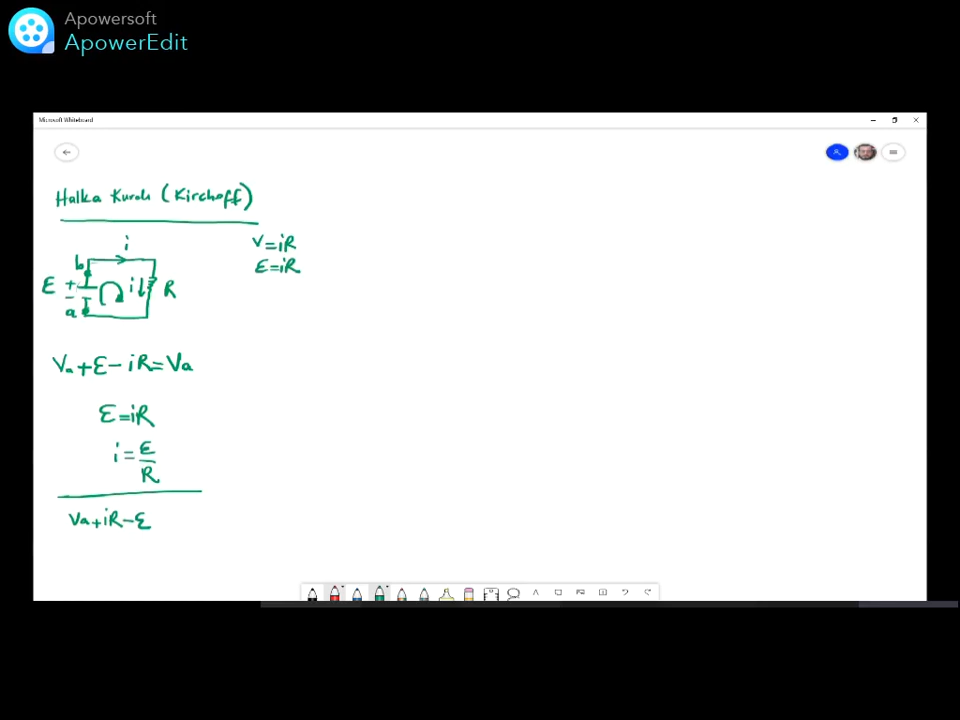 Apowersoft
ApowerEdit
Microsoft Whiteboard
Halka Kuralı (Kirchoff)
i
V=iR
ε=iR
b
ε + - i R
a
Va+ε-iR=Va
ε=iR
i=ε/R
Va+iR-ε